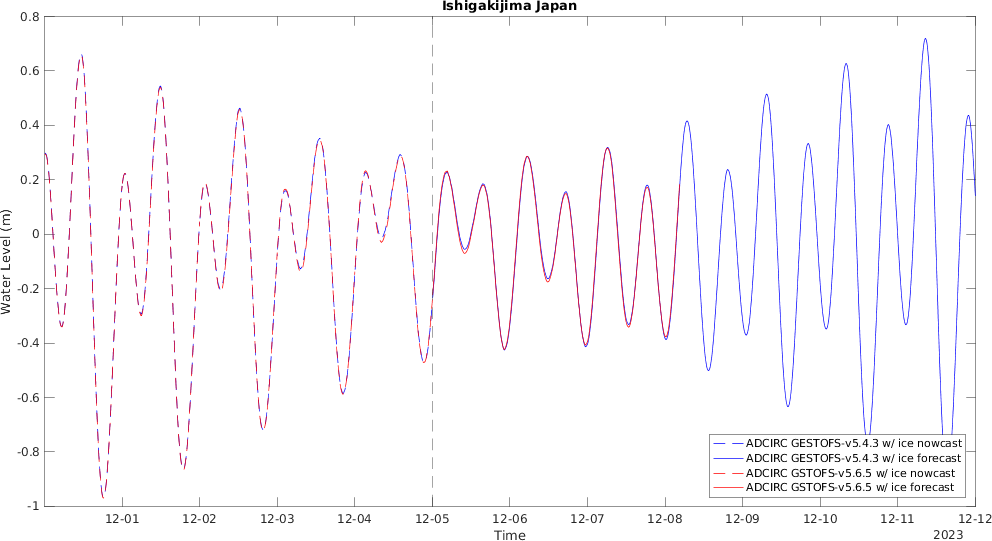 Ishigakijima Japan
0.8
0.6
0.4
0.2
0
-0.2
-0.4
-0.6
-0.8
-1
Water Level (m)
12-01 12-02 12-03 12-04 12-05 12-06 12-07 12-08 12-09 12-10 12-11 12-12
Time
2023
ADCIRC GESTOFS-v5.4.3 w/ ice nowcast
ADCIRC GESTOFS-v5.4.3 w/ ice forecast
ADCIRC GSTOFS-v5.6.5 w/ ice nowcast
ADCIRC GSTOFS-v5.6.5 w/ ice forecast